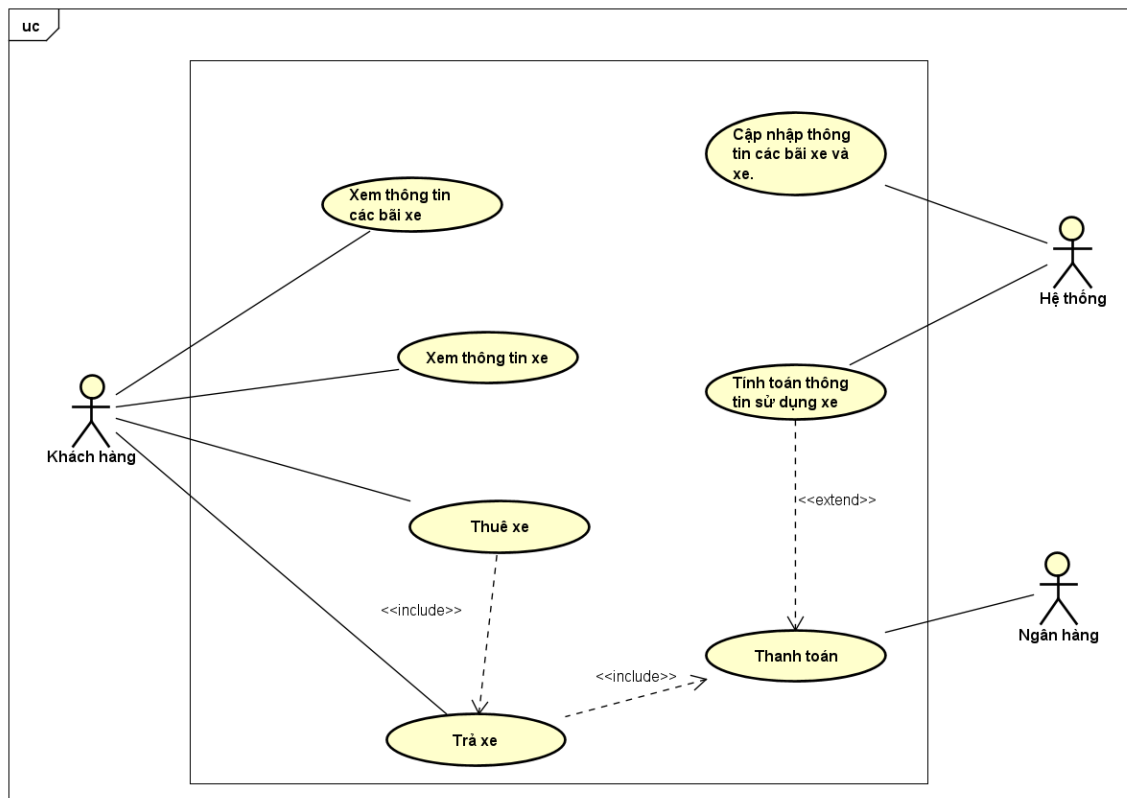 uc
Cập nhập thông
tin các bãi xe và
xe.
Xem thông tin
các bãi xe
Hệ thống
Xem thông tin xe
Tính toán thông
tin sử dụng xe
Khách hàng
<<extend>>
Thuê xe
<<include>>
Ngân hàng
Thanh toán
<<include>>
Trả xe